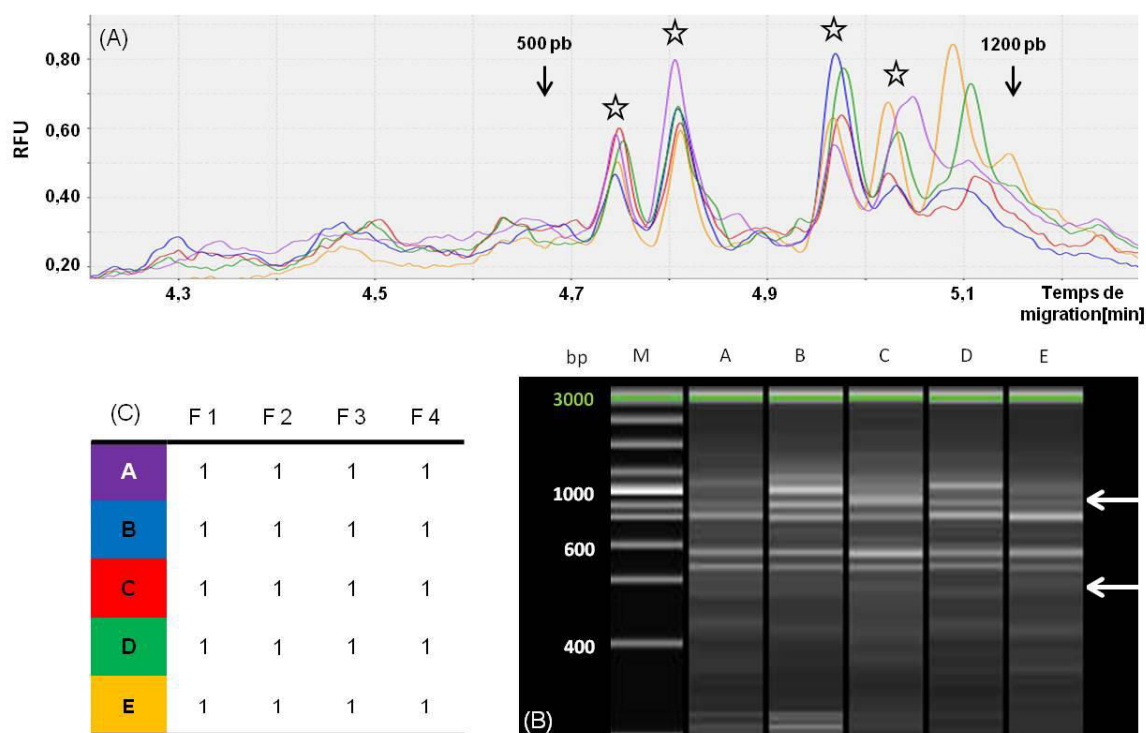 (A)
500 pb
1200 pb
RFU
0.80
0.60
0.40
0.20
4,3
4,5
4,7
4,9
5,1
Temps de
migration[min]
bp M A B C D E
3000
1000
600
400
(B)
(C) F 1 F 2 F 3 F 4
A 1 1 1 1
B 1 1 1 1
C 1 1 1 1
D 1 1 1 1
E 1 1 1 1